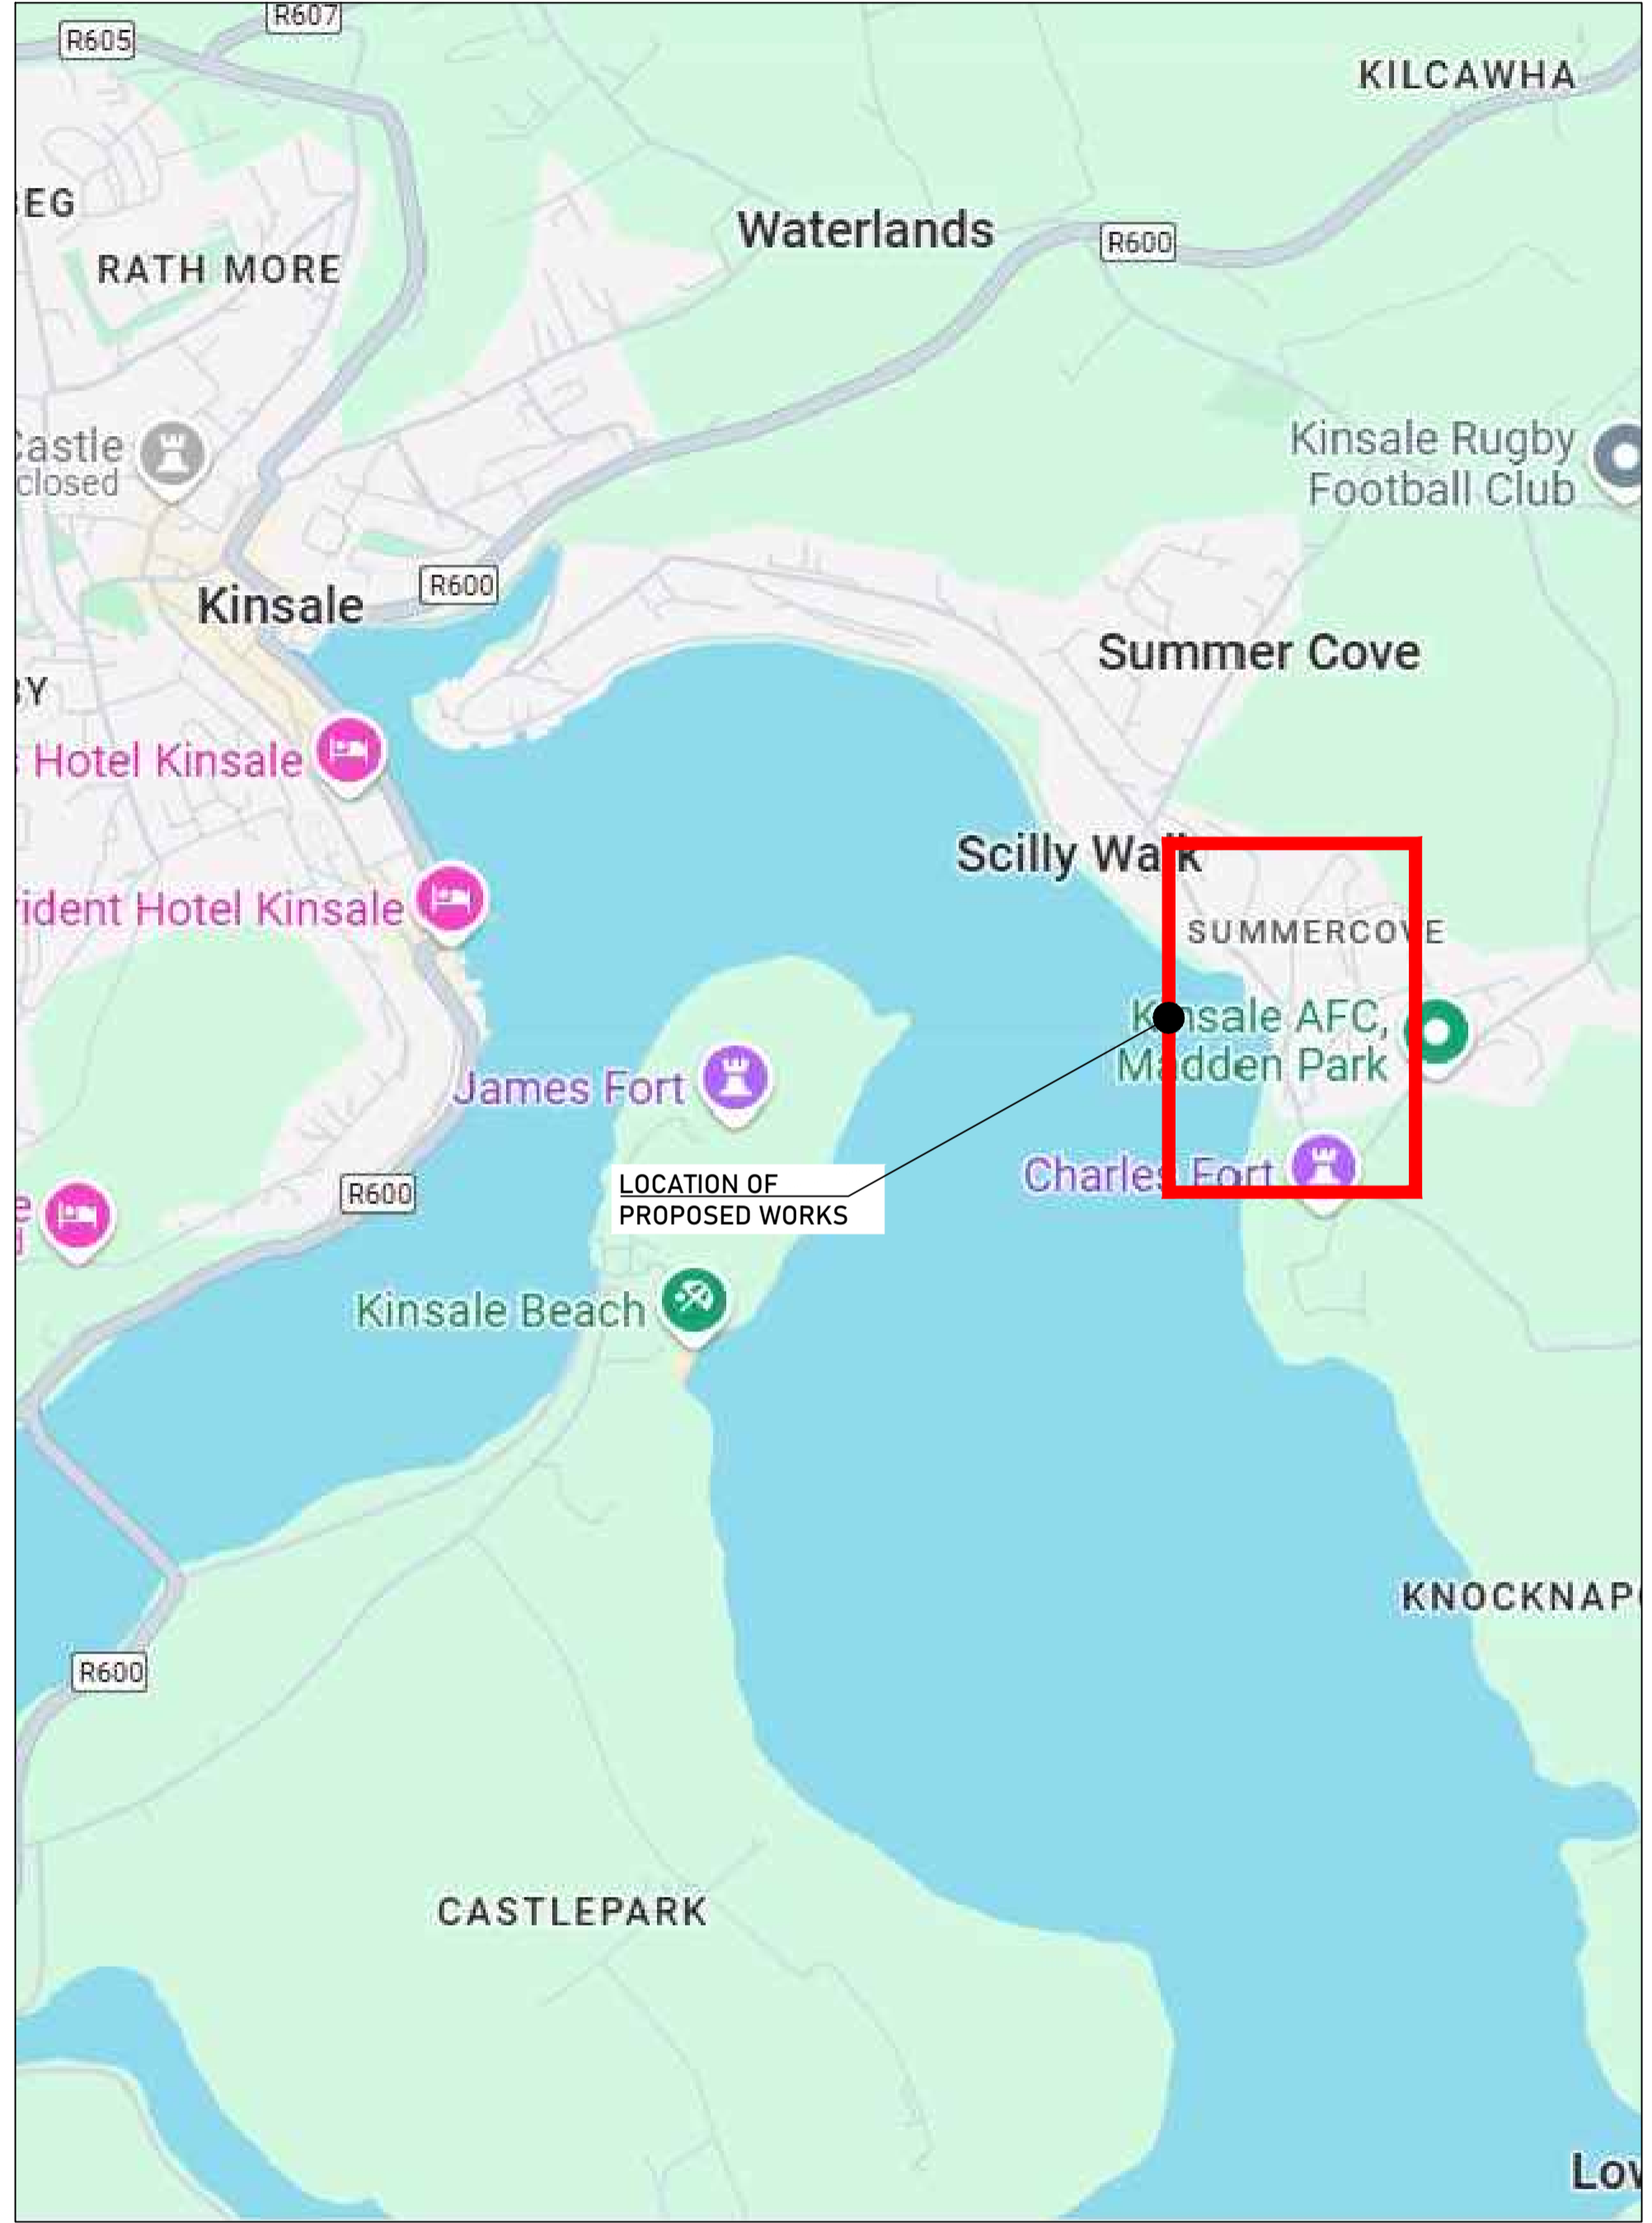 R607
R605
KILCAWHA
EG
Waterlands
R600
RATH MORE
Castle
closed
Kinsale Rugby
Football Club
R600
Kinsale
Summer Cove
Y
Hotel Kinsale
Scilly Walk
ident Hotel Kinsale
SUMMERCOVE
Kinsale AFC,
Madden Park
James Fort
Charles Fort
LOCATION OF
PROPOSED WORKS
R600
e
Kinsale Beach
KNOCKNAP
R600
CASTLEPARK
Lo